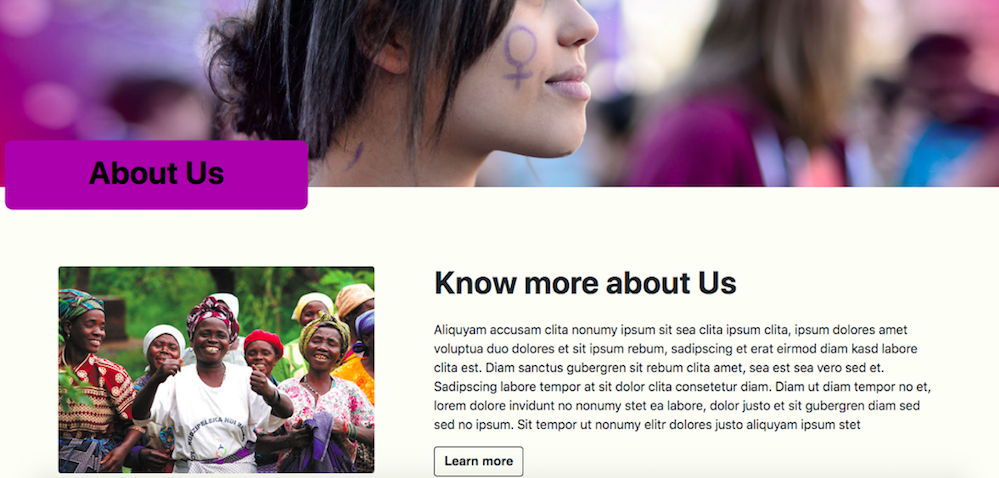 About Us
Know more about Us
Aliquyam accusam clita nonumy ipsum sit sea clita ipsum clita, ipsum dolores amet
voluptua duo dolores et sit ipsum rebum, sadipscing et erat eirmod diam kasd labore
clita est. Diam sanctus gubergren sit rebum clita amet, sea est sea vero sed et.
Sadipscing labore tempor at sit dolor clita consetetur diam. Diam ut diam tempor no et,
lorem dolore invidunt no nonumy stet ea labore, dolor justo et sit gubergren diam sed
sed no ipsum. Sit tempor ut nonumy elitr dolores justo aliquyam ipsum stet
Learn more